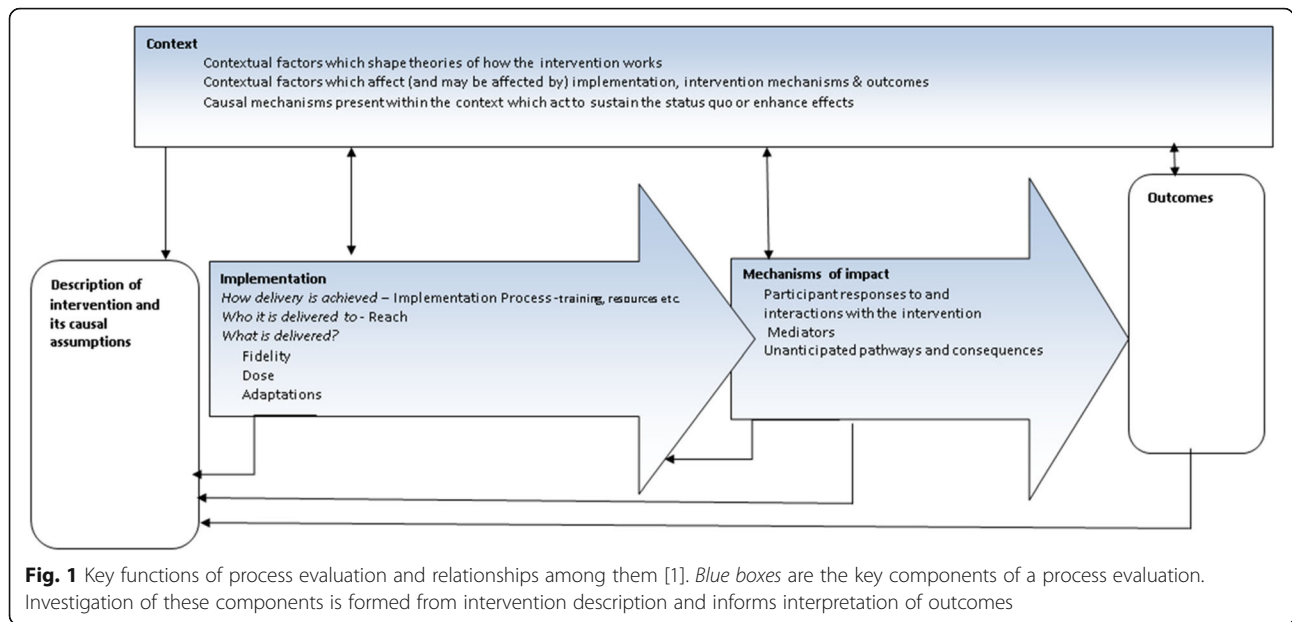 Context
Contextual factors which shape theories of how the intervention works
Contextual factors which affect (and may be affected by) implementation, intervention mechanisms & outcomes
Causal mechanisms present within the context which act to sustain the status quo or enhance effects
Description of
intervention and
its causal
assumptions
Implementation
How delivery is achieved – Implementation Process -training, resources etc.
Who it is delivered to - Reach
What is delivered?
Fidelity
Dose
Adaptations
Mechanisms of impact
Participant responses to and
interactions with the intervention
Mediators
Unanticipated pathways and consequences
Outcomes
Fig. 1 Key functions of process evaluation and relationships among them [1]. Blue boxes are the key components of a process evaluation.
Investigation of these components is formed from intervention description and informs interpretation of outcomes